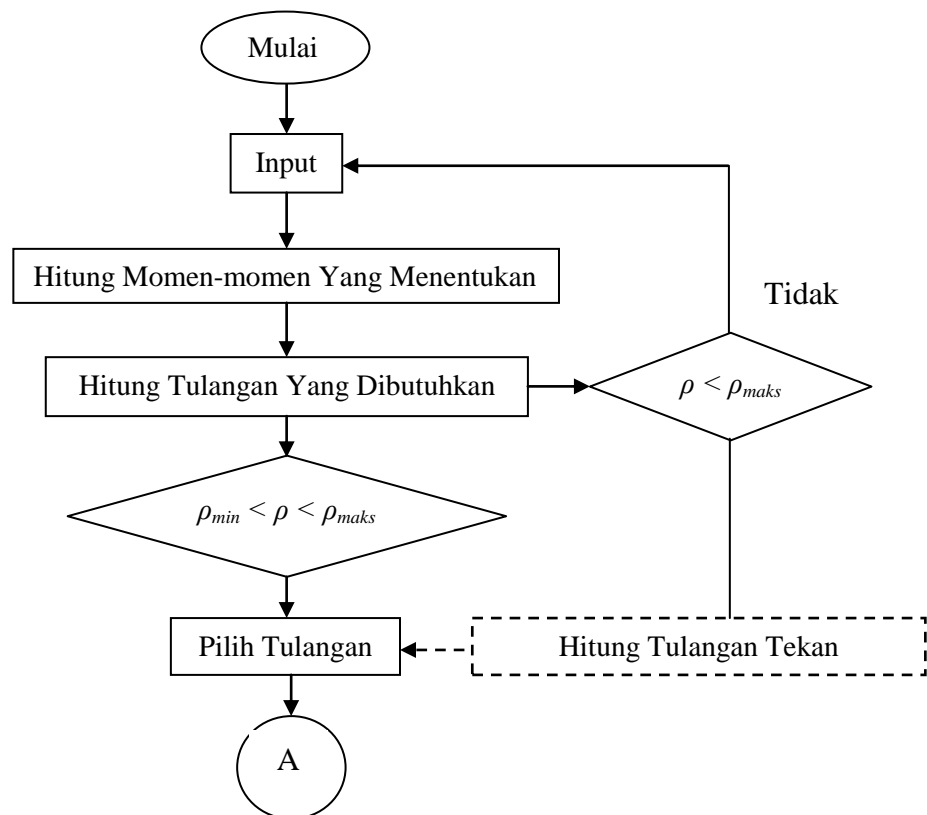 Mulai
Input
Hitung Momen-momen Yang Menentukan
Tidak
Hitung Tulangan Yang Dibutuhkan
ρ < ρmaks
ρmin < ρ < ρmaks
Pilih Tulangan
Hitung Tulangan Tekan
A